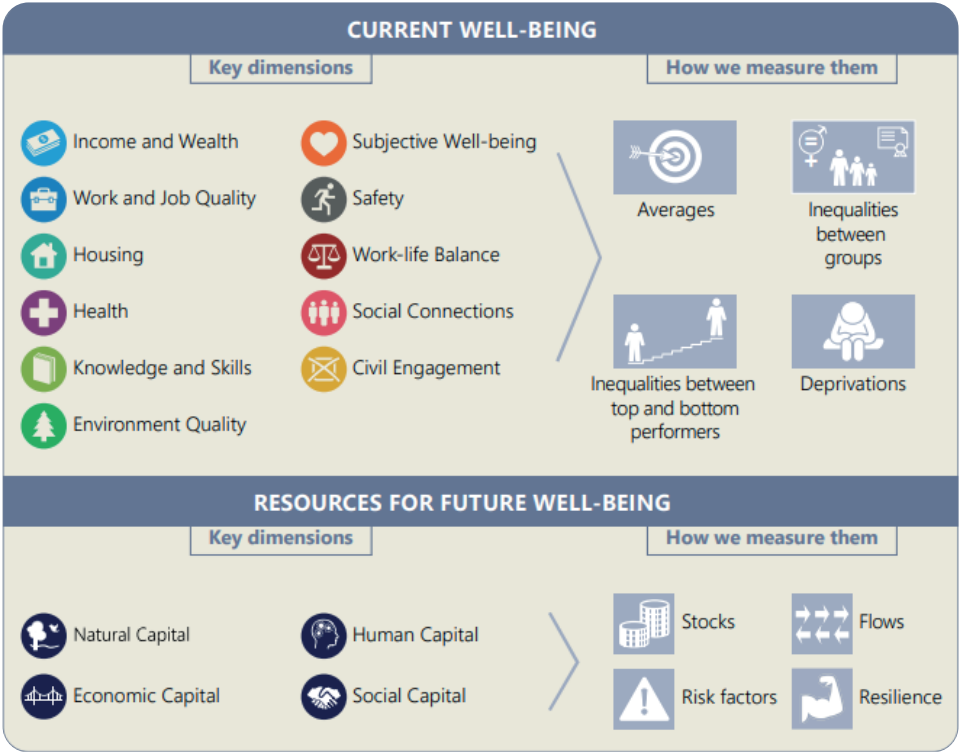 CURRENT WELL-BEING
Key dimensions
How we measure them
Income and Wealth
Work and Job Quality
Housing
Health
Knowledge and Skills
Environment Quality
Subjective Well-being
Safety
Work-life Balance
Social Connections
Civil Engagement
Averages
Inequalities
between
groups
Inequalities between
top and bottom
performers
Deprivations
RESOURCES FOR FUTURE WELL-BEING
Key dimensions
How we measure them
Natural Capital
Economic Capital
Human Capital
Social Capital
Stocks
Flows
Risk factors
Resilience